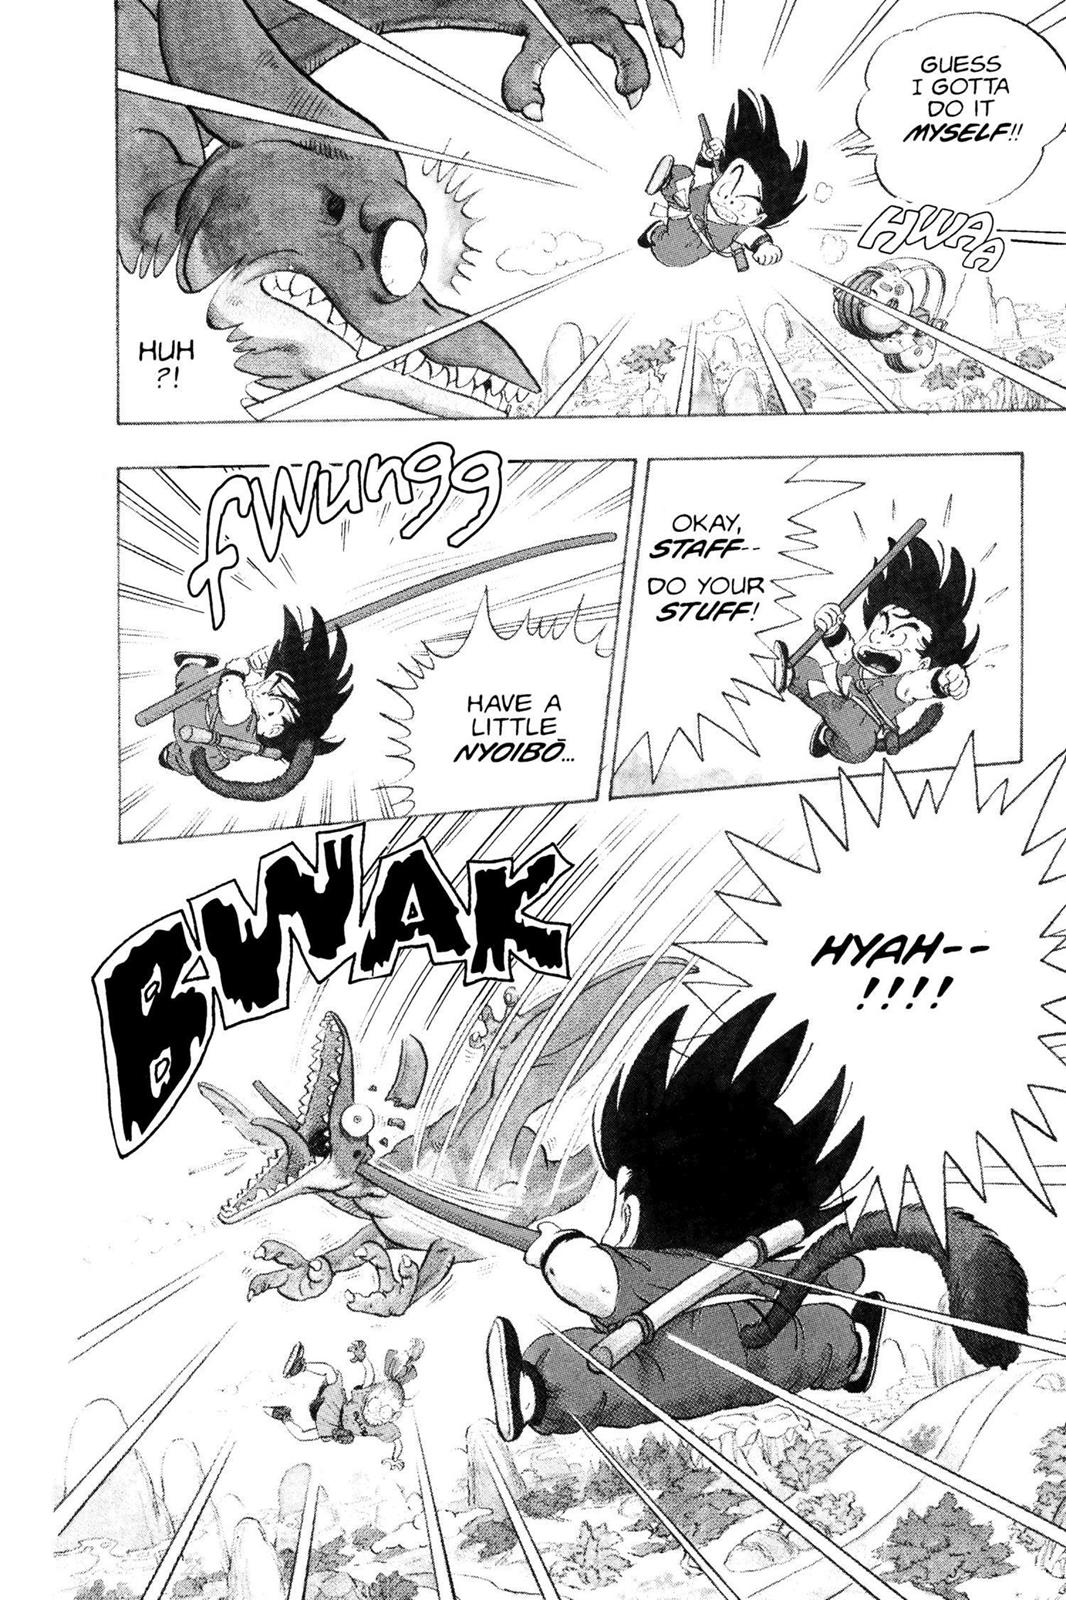 GUESS
I GOTTA
DO IT
MYSELF!!
HWAA
HUH
?!
OKAY,
STAFF--
DO YOUR
STUFF!
fwungg
HAVE A
LITTLE
NYOIBŌ...
HYAH--
!!!!
BWAK